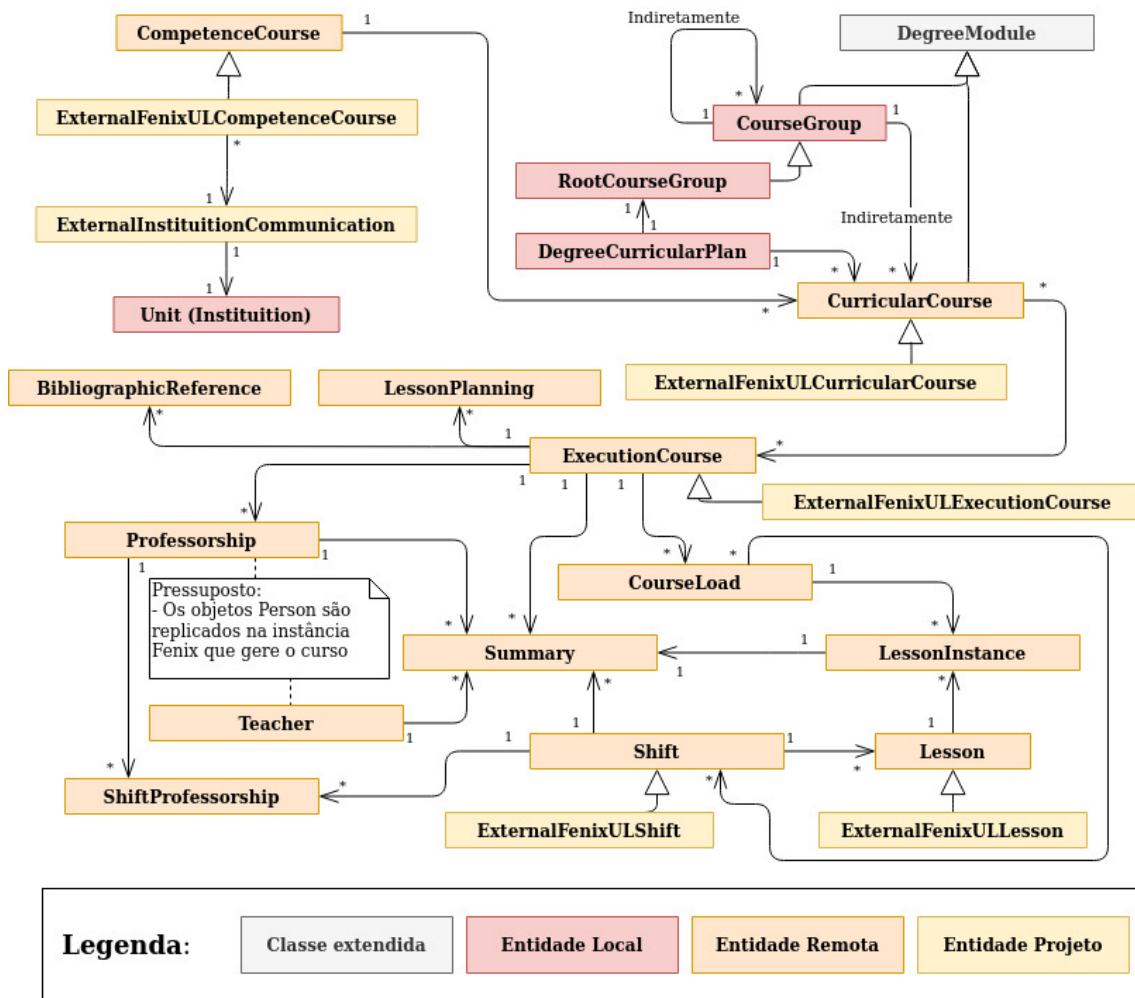 CompetenceCourse
1
Indiretamente
DegreeModule
ExternalFenixULCompetenceCourse
*
1
CourseGroup
1
*
RootCourseGroup
1
ExternalInstituitionCommunication
1
1
Indiretamente
DegreeCurricularPlan
1
*
*
1
Unit (Instituition)
*
CurricularCourse
*
ExternalFenixULCurricularCourse
BibliographicReference
LessonPlanning
*
*
1
ExecutionCourse
*
1
1
1
ExternalFenixULExecutionCourse
*
Professorship
1
1
*
*
CourseLoad
1
Pressuposto:
- Os objetos Person são
replicados na instância
Fenix que gere o curso
*
*
*
Summary
1
1
LessonInstance
*
*
*
Teacher
1
1
1
1
Shift
1
Lesson
*
*
*
*
ShiftProfessorship
ExternalFenixULShift
ExternalFenixULLesson
Legenda:
Classe extendida
Entidade Local
Entidade Remota
Entidade Projeto